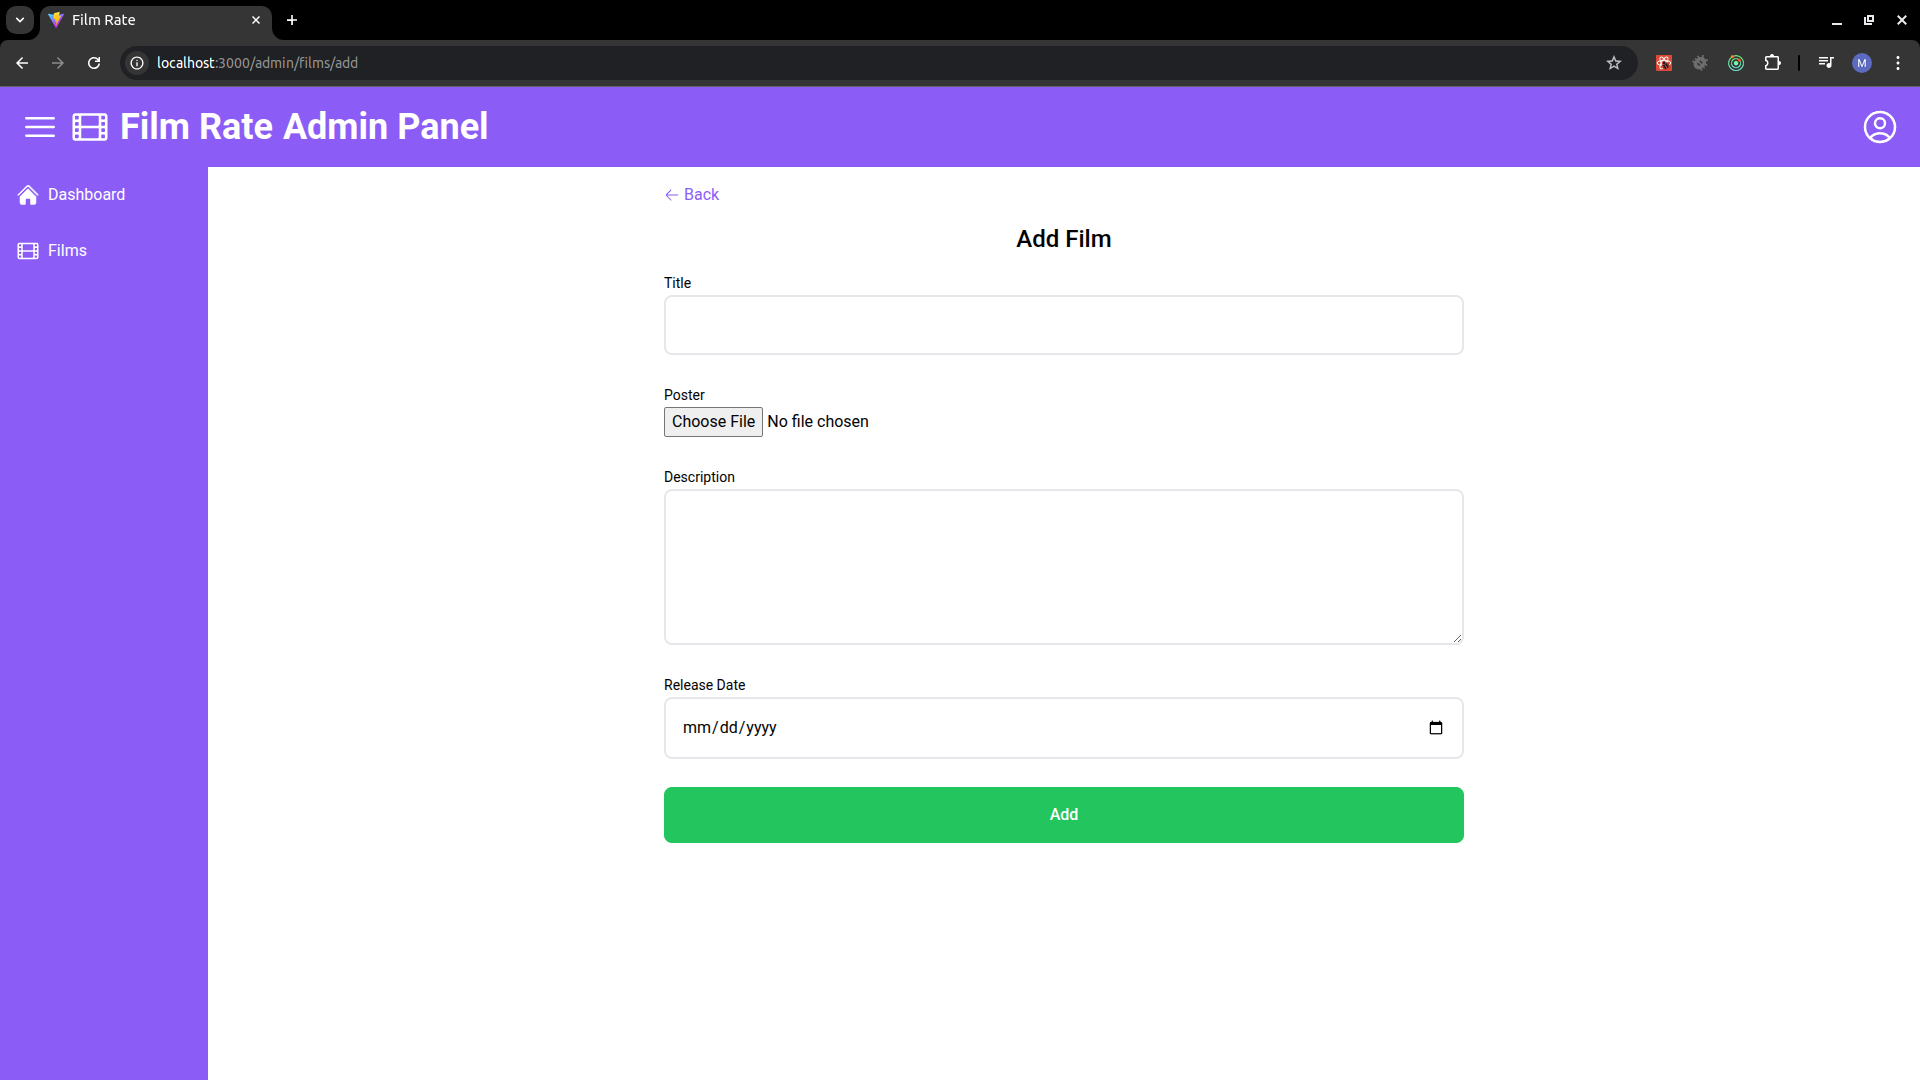 Film Rate
localhost:3000/admin/films/add
M
Film Rate Admin Panel
Dashboard
Films
← Back
Add Film
Title
Poster
Choose File No file chosen
Description
Release Date
mm/dd/yyyy
Add